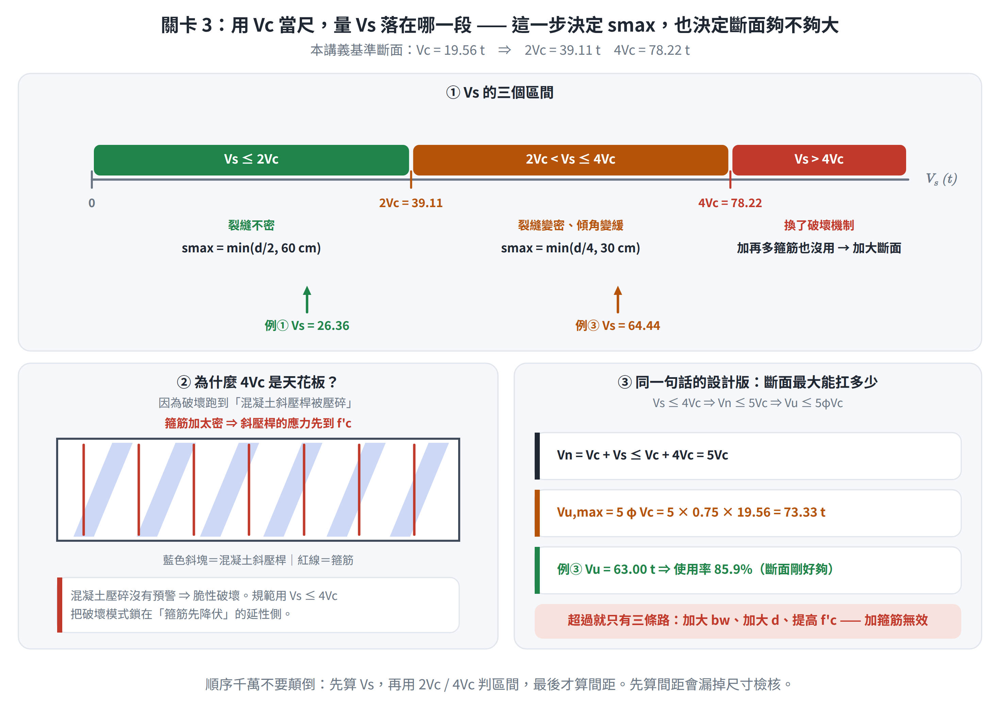 關卡 3：用 Vc 當尺，量 Vs 落在哪一段 —— 這一步決定 smax，也決定斷面夠不夠大
本講義基準斷面：Vc = 19.56 t ⇒ 2Vc = 39.11 t 4Vc = 78.22 t
① Vs 的三個區間
Vs ≦ 2Vc
2Vc < Vs ≦ 4Vc
Vs > 4Vc
Vs (t)
0
2Vc = 39.11
4Vc = 78.22
裂縫不密
裂縫變密、傾角變緩
換了破壞機制
smax = min(d/2, 60 cm)
smax = min(d/4, 30 cm)
加再多箍筋也沒用 → 加大斷面
例① Vs = 26.36
例③ Vs = 64.44
② 為什麼 4Vc 是天花板？
因為破壞跑到「混凝土斜壓桿被壓碎」
箍筋加太密 ⇒ 斜壓桿的應力先到 f'c
藍色斜塊＝混凝土斜壓桿｜紅線＝箍筋
混凝土壓碎沒有預警 ⇒ 脆性破壞。規範用 Vs ≦ 4Vc
把破壞模式鎖在「箍筋先降伏」的延性側。
③ 同一句話的設計版：斷面最大能扛多少
Vs ≦ 4Vc ⇒ Vn ≦ 5Vc ⇒ Vu ≦ 5φVc
Vn = Vc + Vs ≦ Vc + 4Vc = 5Vc
Vu,max = 5 φ Vc = 5 × 0.75 × 19.56 = 73.33 t
例③ Vu = 63.00 t ⇒ 使用率 85.9%（斷面剛好夠）
超過就只有三條路：加大 bw、加大 d、提高 f'c —— 加箍筋無效
順序千萬不要顛倒：先算 Vs，再用 2Vc / 4Vc 判區間，最後才算間距。先算間距會漏掉尺寸檢核。